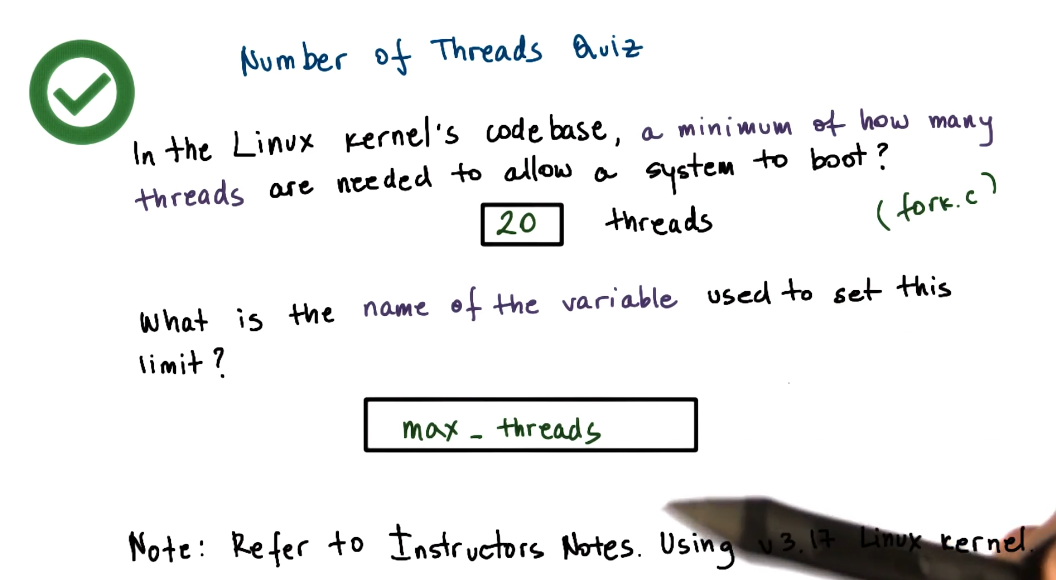 Number of Threads Quiz
In the Linux kernel's codebase, a minimum of how many
threads are needed to allow a system to boot?
20 threads (fork.c)
What is the name of the variable used to set this
limit?
max_threads
Note: Refer to Instructors Notes. Using v3.17 Linux kernel.